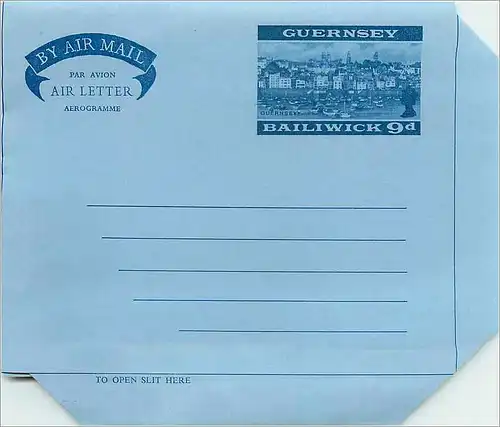 BY AIR MAIL
PAR AVION
AIR LETTER
AEROGRAMME
GUERNSEY
GUERNSEY
BAILIWICK 9d
TO OPEN SLIT HERE